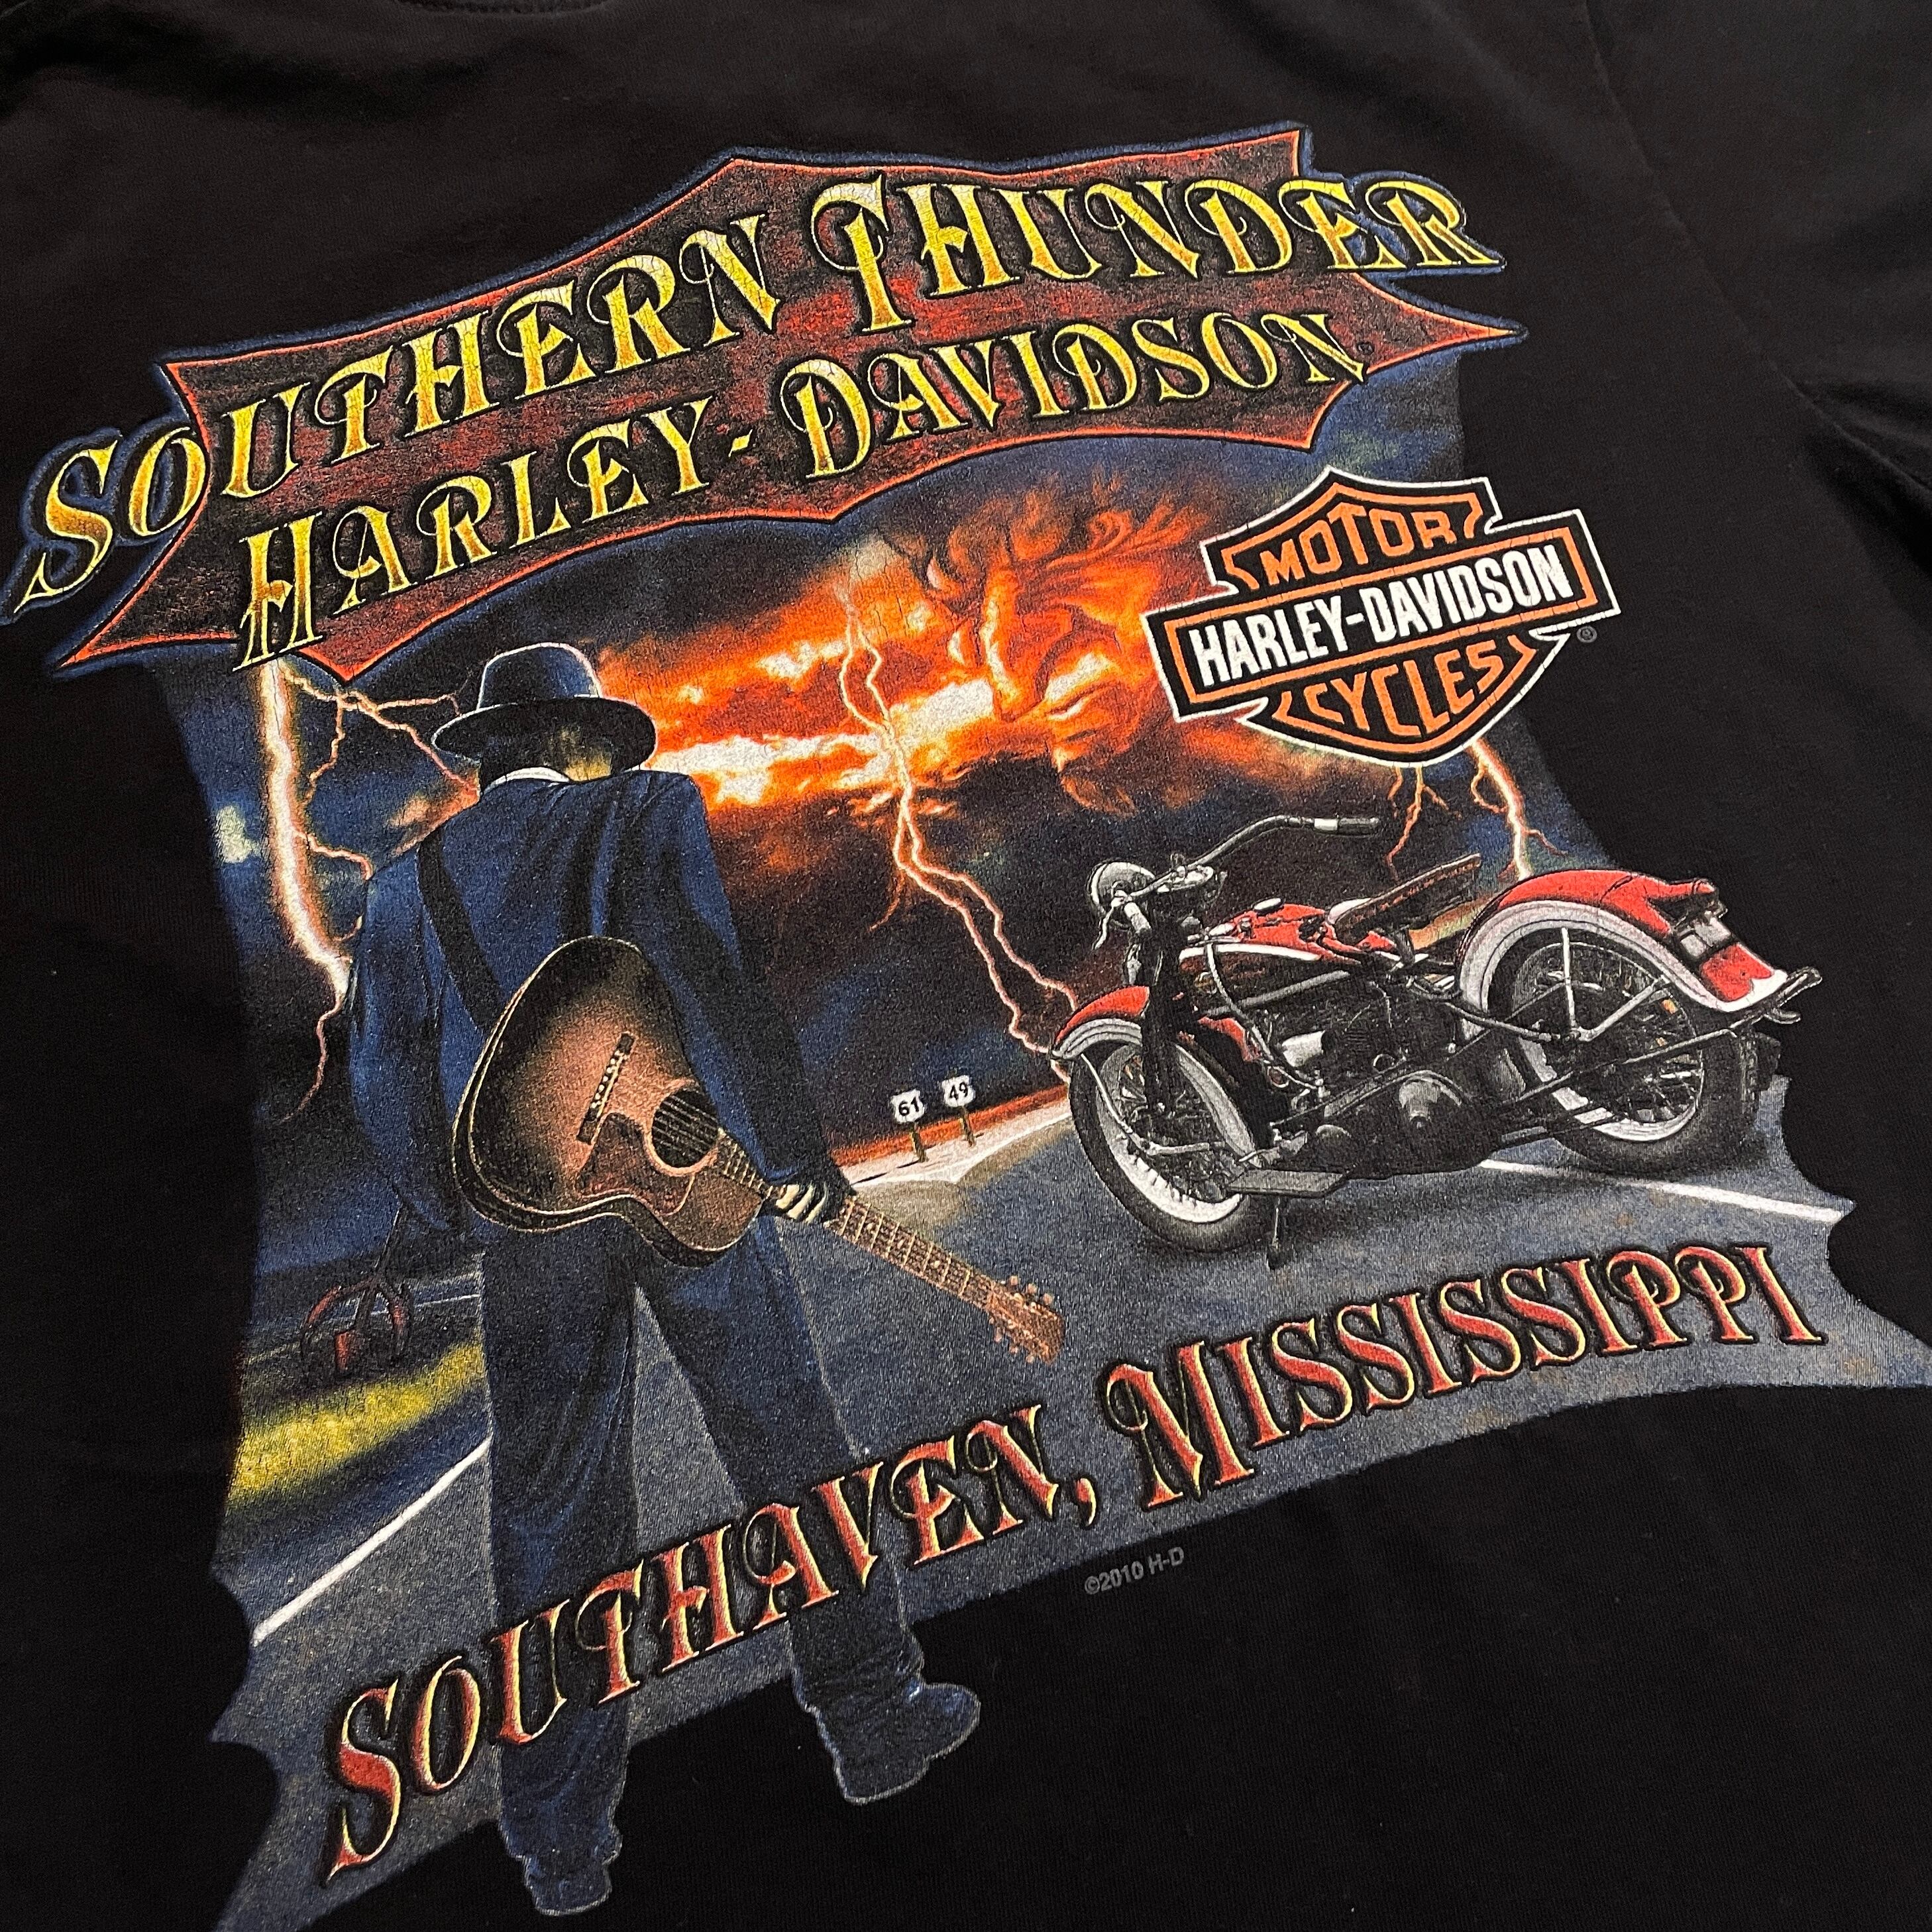 SOUTHERN THUNDER
HARLEY-DAVIDSON®
MOTOR
HARLEY-DAVIDSON
CYCLES
®
61
49
SOUTHAVEN, MISSISSIPPI
©2010 H-D